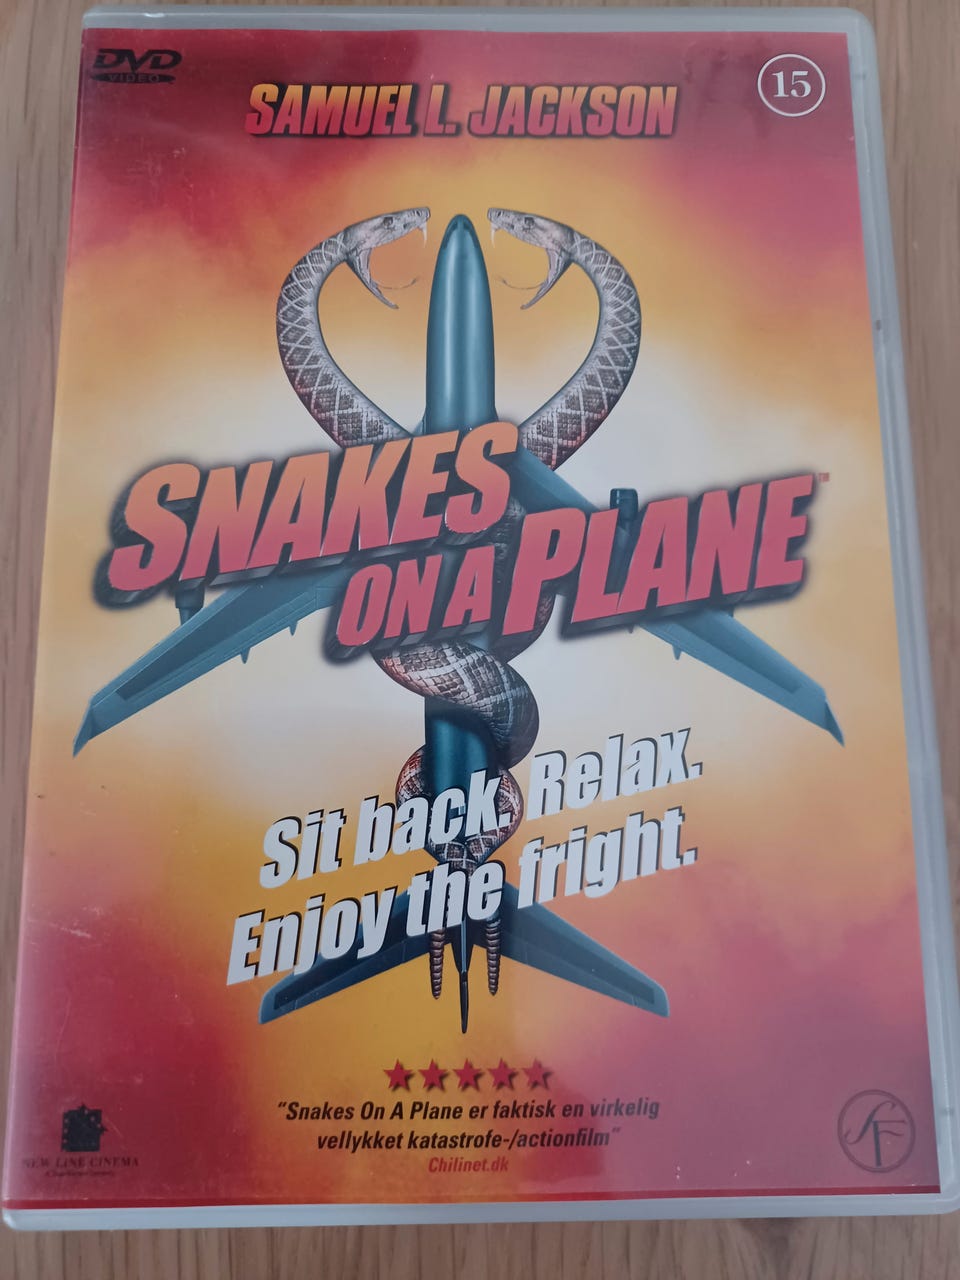 DVD
VIDEO
SAMUEL L. JACKSON
15
SNAKES
ON A PLANE™
Sit back. Relax.
Enjoy the fright.
"Snakes On A Plane er faktisk en virkelig
vellykket katastrofe-/actionfilm"
Chilinet.dk
NEW LINE CINEMA
SF